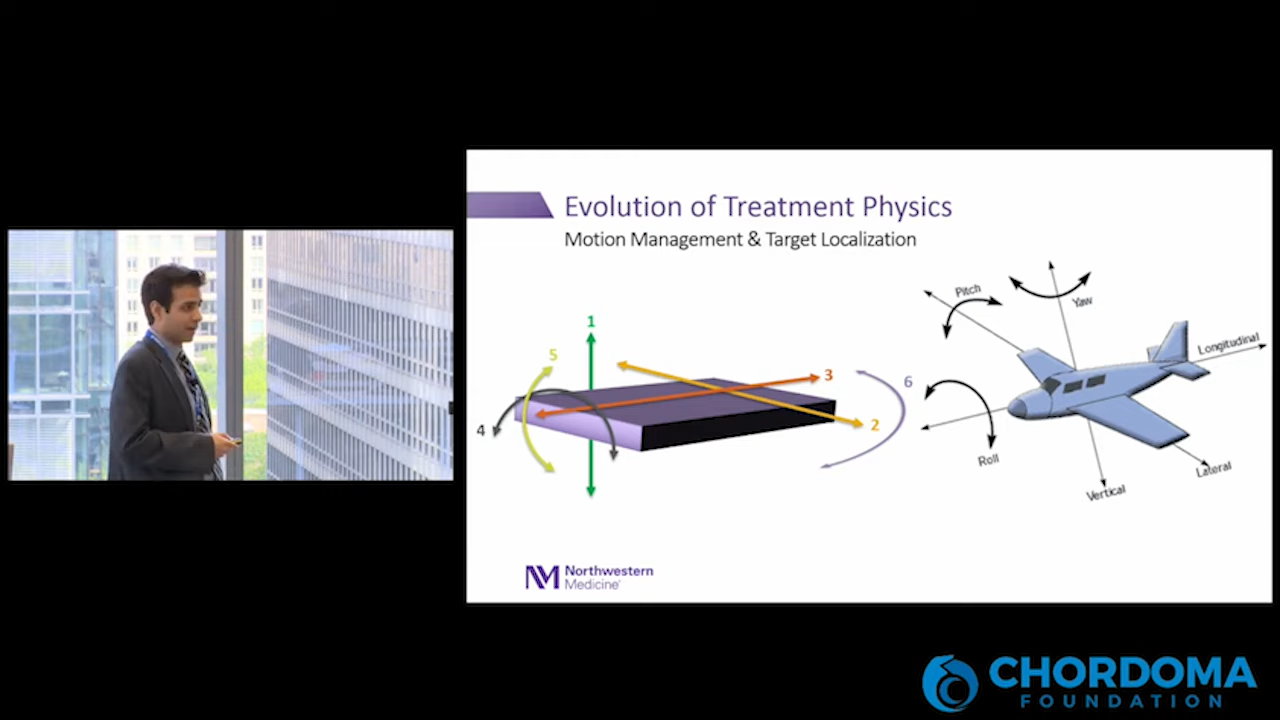 Evolution of Treatment Physics
Motion Management & Target Localization
1
5
3
6
4
2
Pitch
Yaw
Longitudinal
Roll
Lateral
Vertical
NM Northwestern
Medicine
CHORDOMA
FOUNDATION